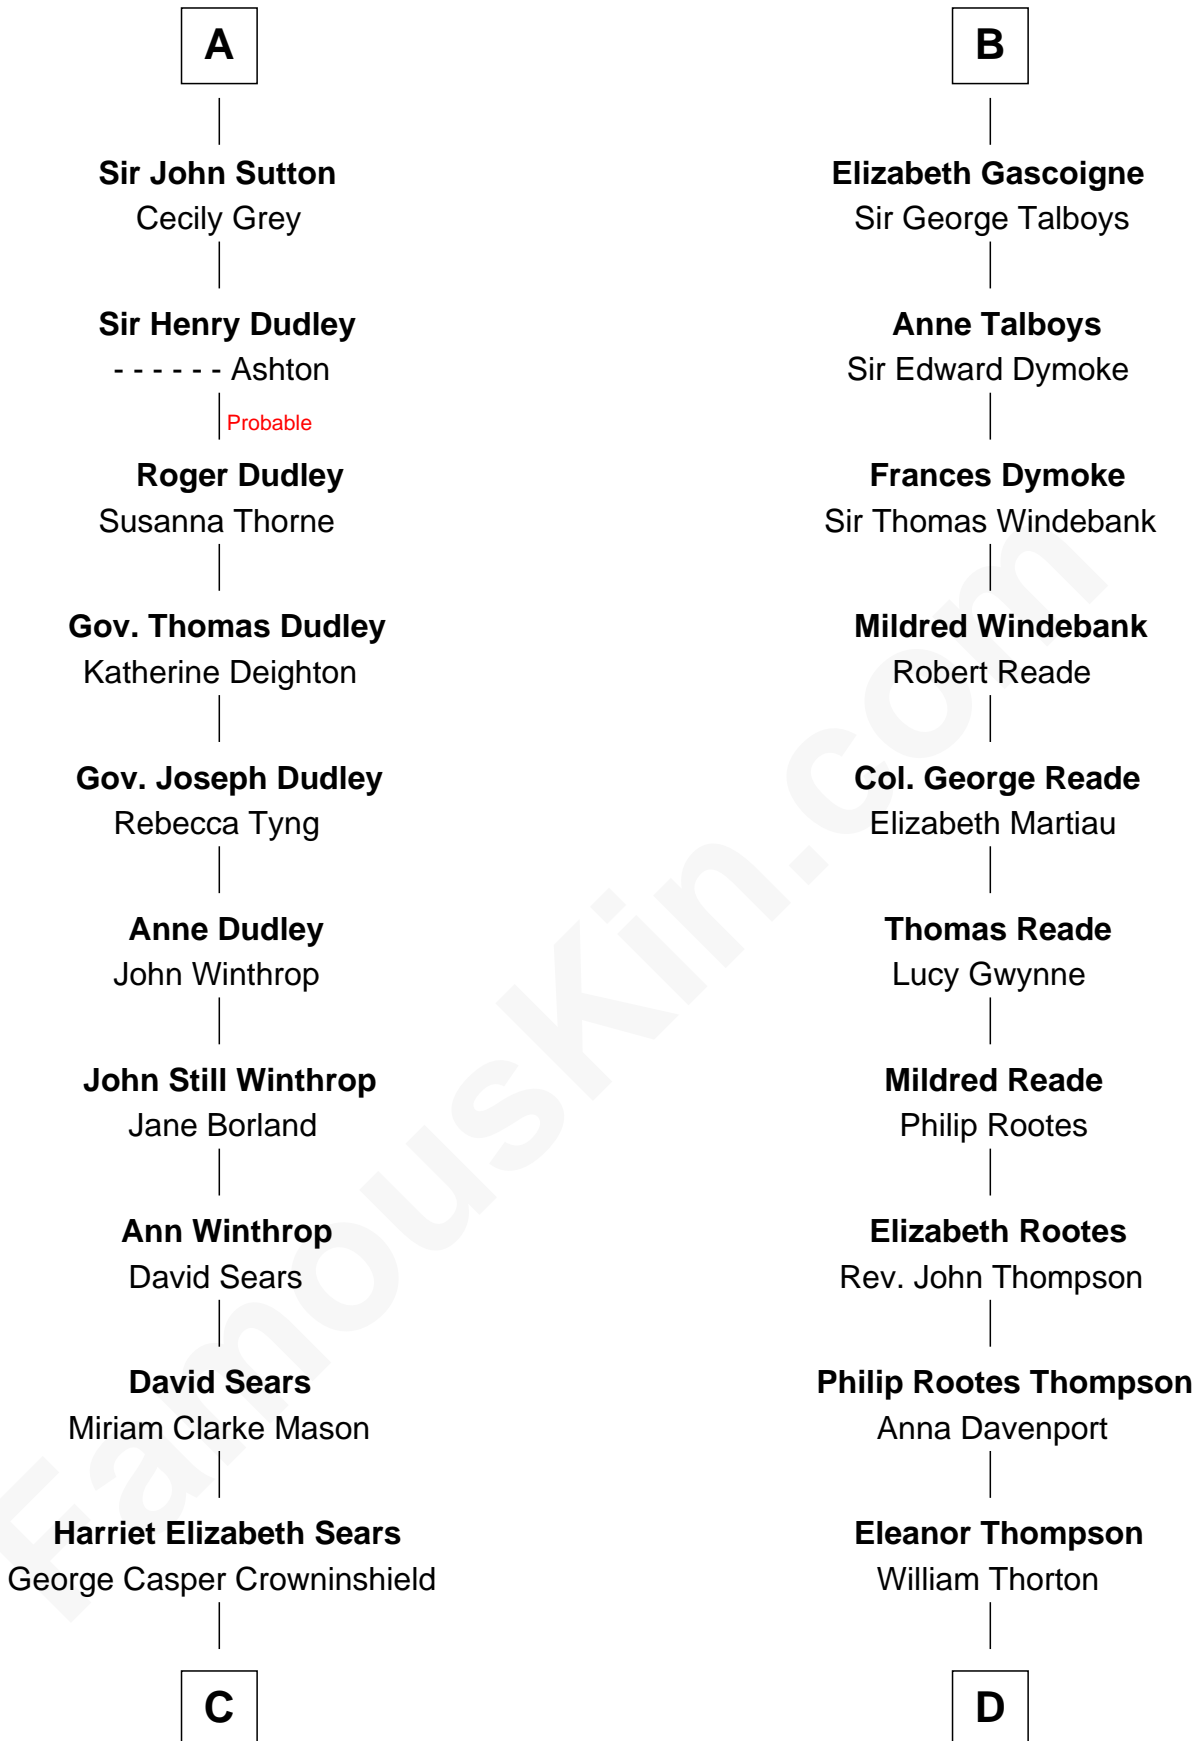 A
Sir John Sutton
Cecily Grey
Sir Henry Dudley
- - - - - - Ashton
Probable
Roger Dudley
Susanna Thorne
Gov. Thomas Dudley
Katherine Deighton
Gov. Joseph Dudley
Rebecca Tyng
Anne Dudley
John Winthrop
John Still Winthrop
Jane Borland
Ann Winthrop
David Sears
David Sears
Miriam Clarke Mason
Harriet Elizabeth Sears
George Casper Crowninshield
C
B
Elizabeth Gascoigne
Sir George Talboys
Anne Talboys
Sir Edward Dymoke
Frances Dymoke
Sir Thomas Windebank
Mildred Windebank
Robert Reade
Col. George Reade
Elizabeth Martiau
Thomas Reade
Lucy Gwynne
Mildred Reade
Philip Rootes
Elizabeth Rootes
Rev. John Thompson
Philip Rootes Thompson
Anna Davenport
Eleanor Thompson
William Thorton
D
FamousKin.com